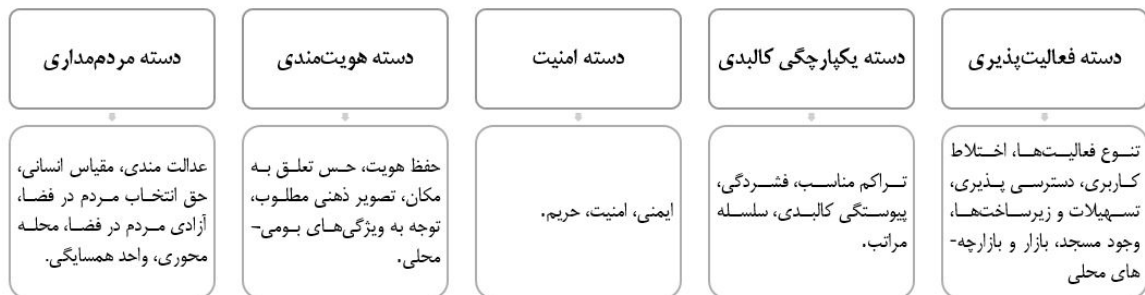 دسته فعالیت‌پذیری
تنوع فعالیت‌ها، اختلاط
کاربری، دسترسی پذیری،
تسهیلات و زیرساخت‌ها،
وجود مسجد، بازار و بازارچه-
های محلی
دسته یکپارچگی کالبدی
تراکم مناسب، فشردگی،
پیوستگی کالبدی، سلسله
مراتب.
دسته امنیت
ایمنی، امنیت، حریم.
دسته هویت‌مندی
حفظ هویت، حس تعلق به
مکان، تصویر ذهنی مطلوب،
توجه به ویژگی‌های بومی-
محلی.
دسته مردم‌مداری
عدالت مندی، مقیاس انسانی،
حق انتخاب مردم در فضا،
آزادی مردم در فضا، محله
محوری، واحد همسایگی.